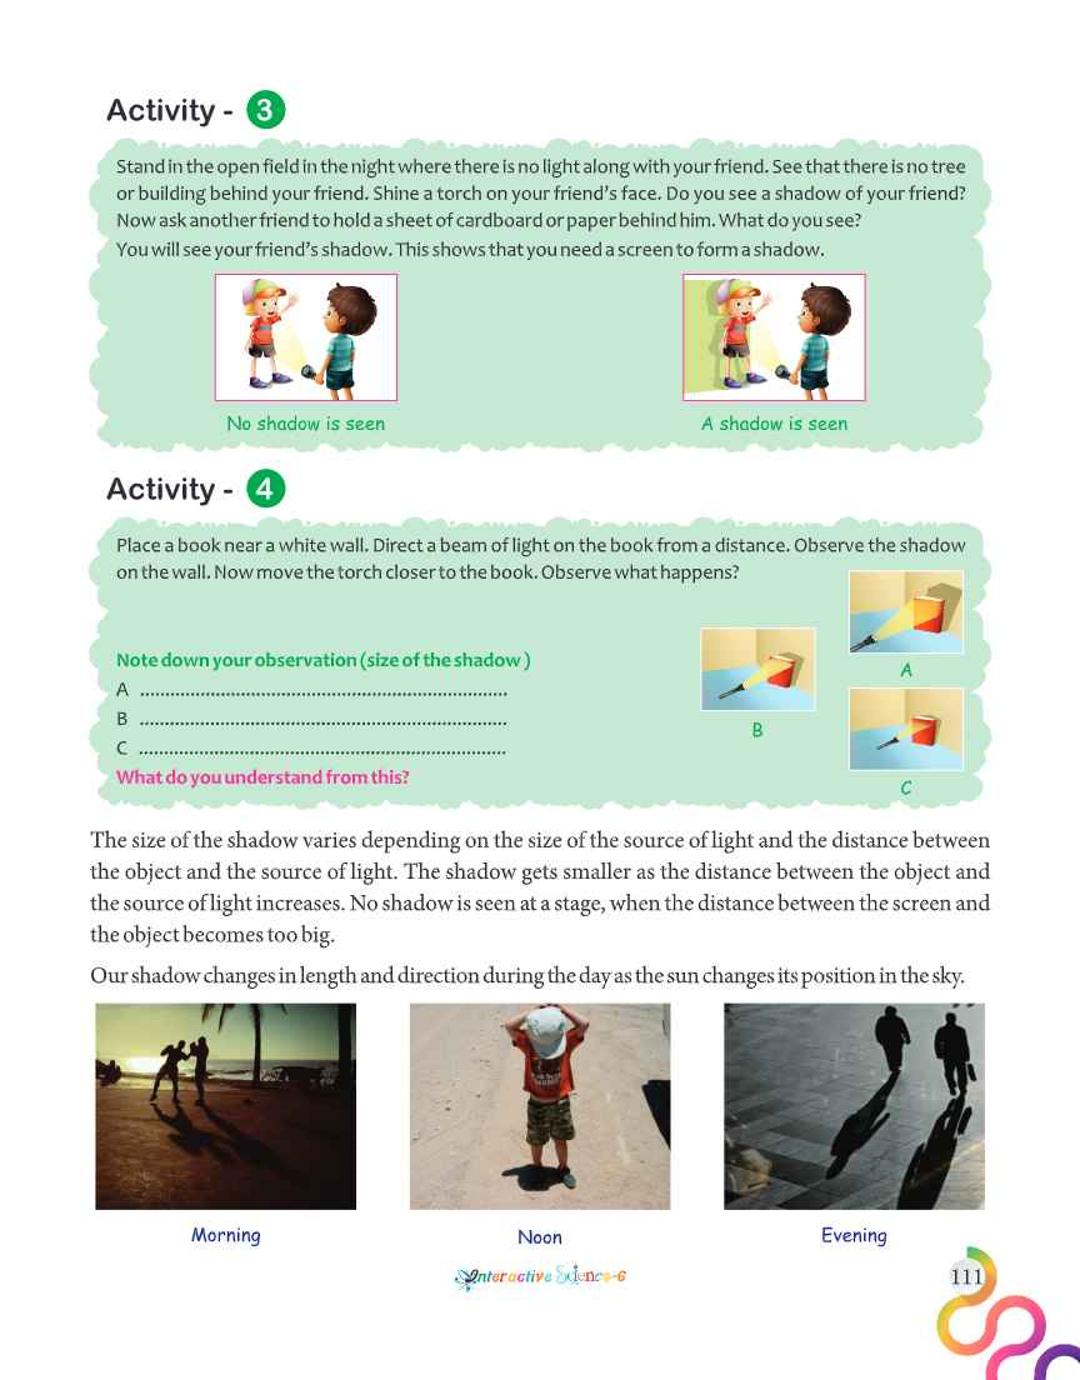 Activity - 3
Stand in the open field in the night where there is no light along with your friend. See that there is no tree
or building behind your friend. Shine a torch on your friend's face. Do you see a shadow of your friend?
Now ask another friend to hold a sheet of cardboard or paper behind him. What do you see?
You will see your friend's shadow. This shows that you need a screen to form a shadow.
No shadow is seen
A shadow is seen
Activity - 4
Place a book near a white wall. Direct a beam of light on the book from a distance. Observe the shadow
on the wall. Now move the torch closer to the book. Observe what happens?
Note down your observation (size of the shadow )
A ........................................................................
B ........................................................................
C ........................................................................
What do you understand from this?
A
B
C
The size of the shadow varies depending on the size of the source of light and the distance between
the object and the source of light. The shadow gets smaller as the distance between the object and
the source of light increases. No shadow is seen at a stage, when the distance between the screen and
the object becomes too big.
Our shadow changes in length and direction during the day as the sun changes its position in the sky.
Morning
Noon
Evening
Interactive Science-6
111